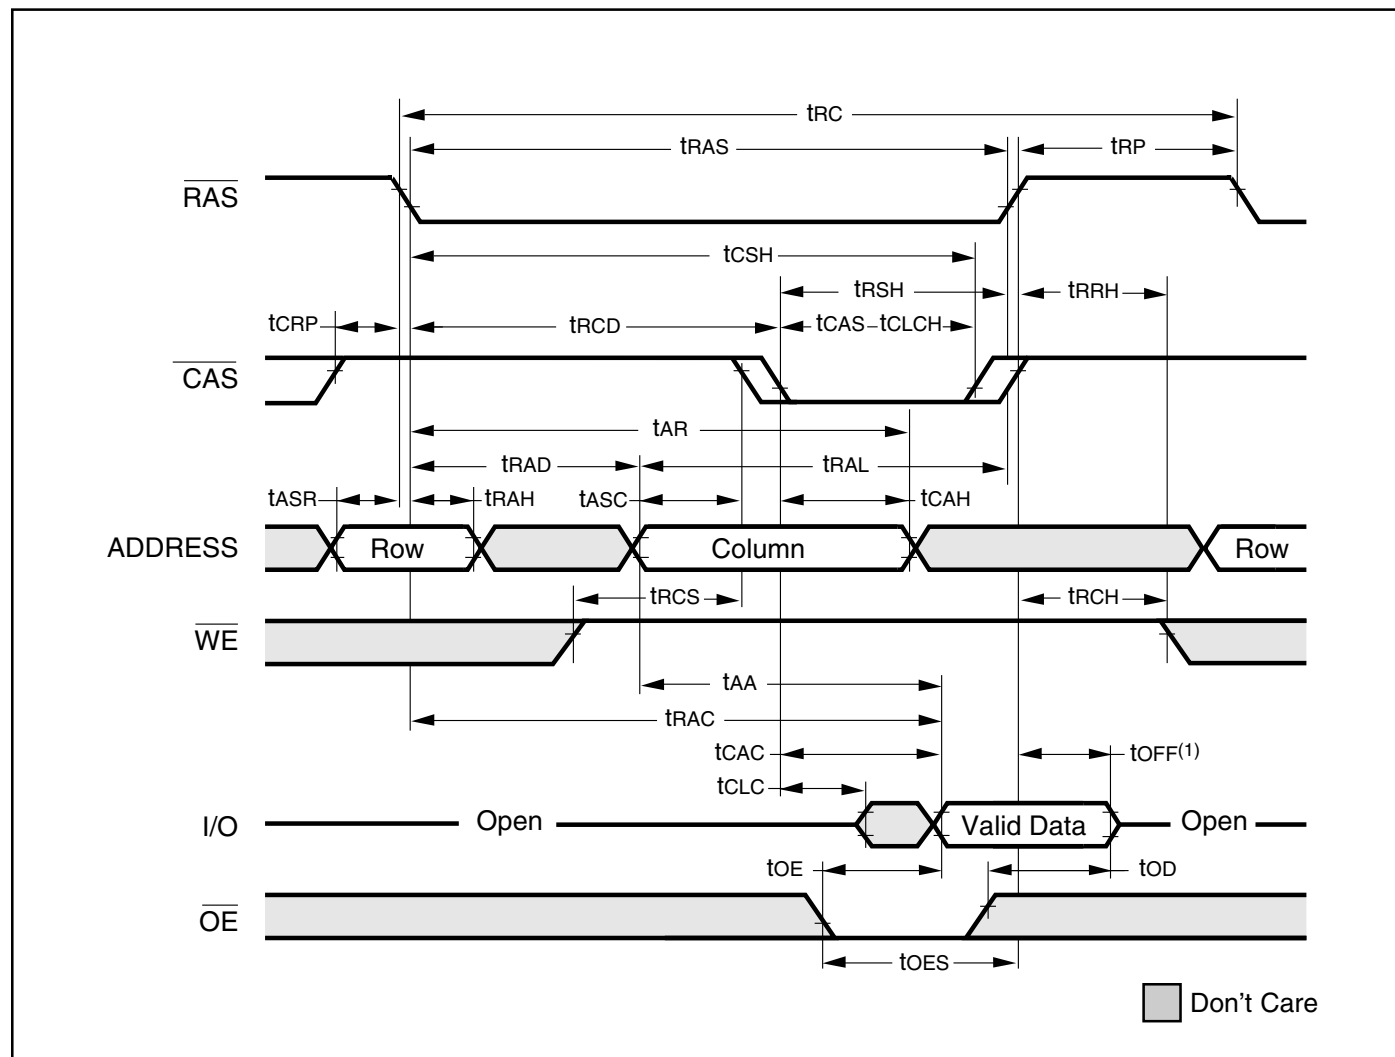 tRC
tRAS tRP
RAS
tCSH
tRSH tRRH
tCRP tRCD tCAS tCLCH
CAS
tAR
tRAD tRAL
tASR tRAH tASC tCAH
ADDRESS Row Column Row
tRCS tRCH
WE
tAA
tRAC
tCAC tOFF(1)
tCLC
I/O Open Valid Data Open
tOE tOD
OE
tOES
Don't Care